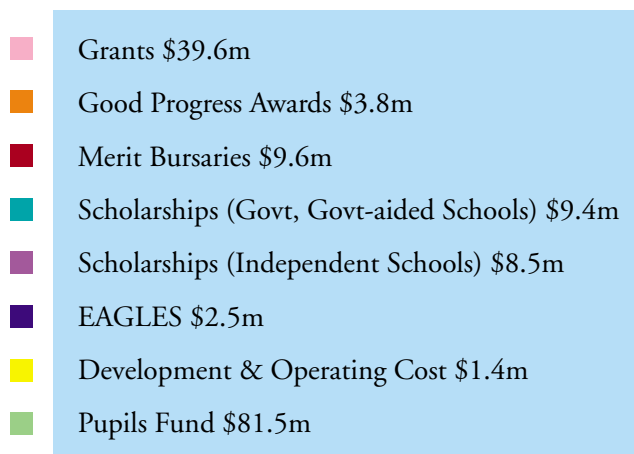 Grants $39.6m
Good Progress Awards $3.8m
Merit Bursaries $9.6m
Scholarships (Govt, Govt-aided Schools) $9.4m
Scholarships (Independent Schools) $8.5m
EAGLES $2.5m
Development & Operating Cost $1.4m
Pupils Fund $81.5m